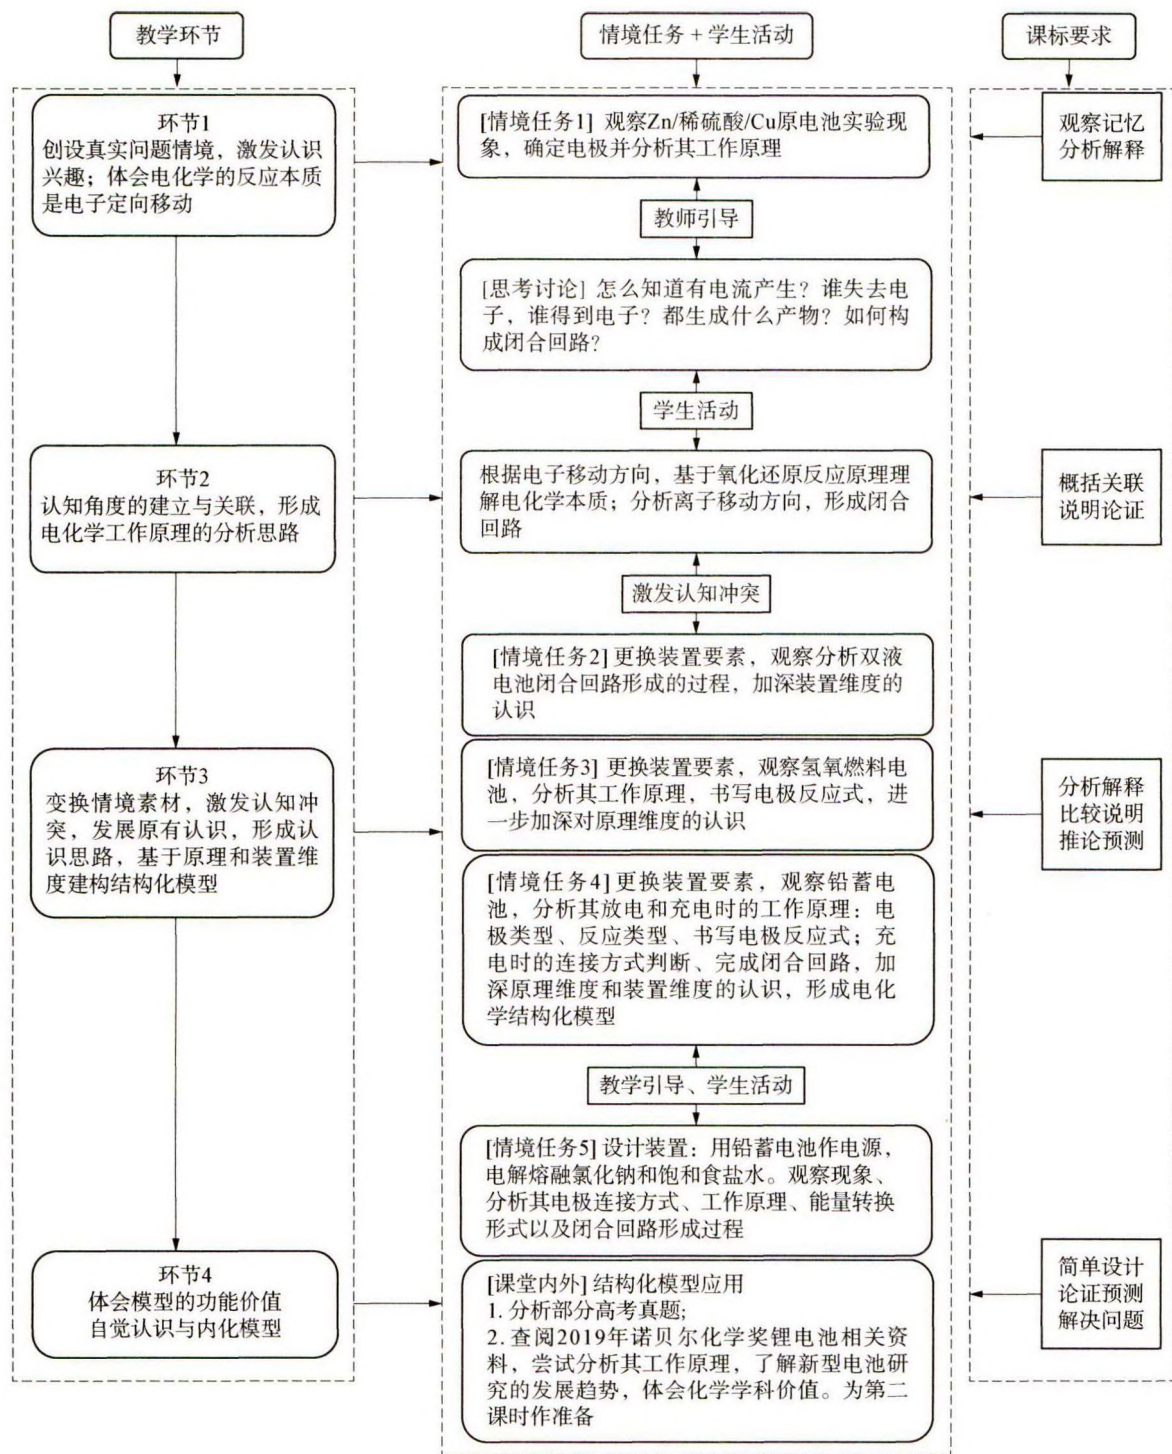 教学环节
情境任务 + 学生活动
课标要求
环节1
创设真实问题情境，激发认识
兴趣；体会电化学的反应本质
是电子定向移动
[情境任务1] 观察Zn/稀硫酸/Cu原电池实验现
象，确定电极并分析其工作原理
观察记忆
分析解释
教师引导
[思考讨论] 怎么知道有电流产生？谁失去电
子，谁得到电子？都生成什么产物？如何构
成闭合回路？
学生活动
环节2
认知角度的建立与关联，形成
电化学工作原理的分析思路
根据电子移动方向，基于氧化还原反应原理理
解电化学本质；分析离子移动方向，形成闭合
回路
概括关联
说明论证
激发认知冲突
[情境任务2] 更换装置要素，观察分析双液
电池闭合回路形成的过程，加深装置维度的
认识
环节3
变换情境素材，激发认知冲
突，发展原有认识，形成认
识思路，基于原理和装置维
度建构结构化模型
[情境任务3] 更换装置要素，观察氢氧燃料电
池，分析其工作原理，书写电极反应式，进
一步加深对原理维度的认识
分析解释
比较说明
推论预测
[情境任务4] 更换装置要素，观察铅蓄电
池，分析其放电和充电时的工作原理：电
极类型、反应类型、书写电极反应式；充
电时的连接方式判断、完成闭合回路，加
深原理维度和装置维度的认识，形成电化
学结构化模型
教学引导、学生活动
[情境任务5] 设计装置：用铅蓄电池作电源，
电解熔融氯化钠和饱和食盐水。观察现象、
分析其电极连接方式、工作原理、能量转换
形式以及闭合回路形成过程
环节4
体会模型的功能价值
自觉认识与内化模型
[课堂内外] 结构化模型应用
1. 分析部分高考真题;
2. 查阅2019年诺贝尔化学奖锂电池相关资
料，尝试分析其工作原理，了解新型电池研
究的发展趋势，体会化学学科价值。为第二
课时作准备
简单设计
论证预测
解决问题